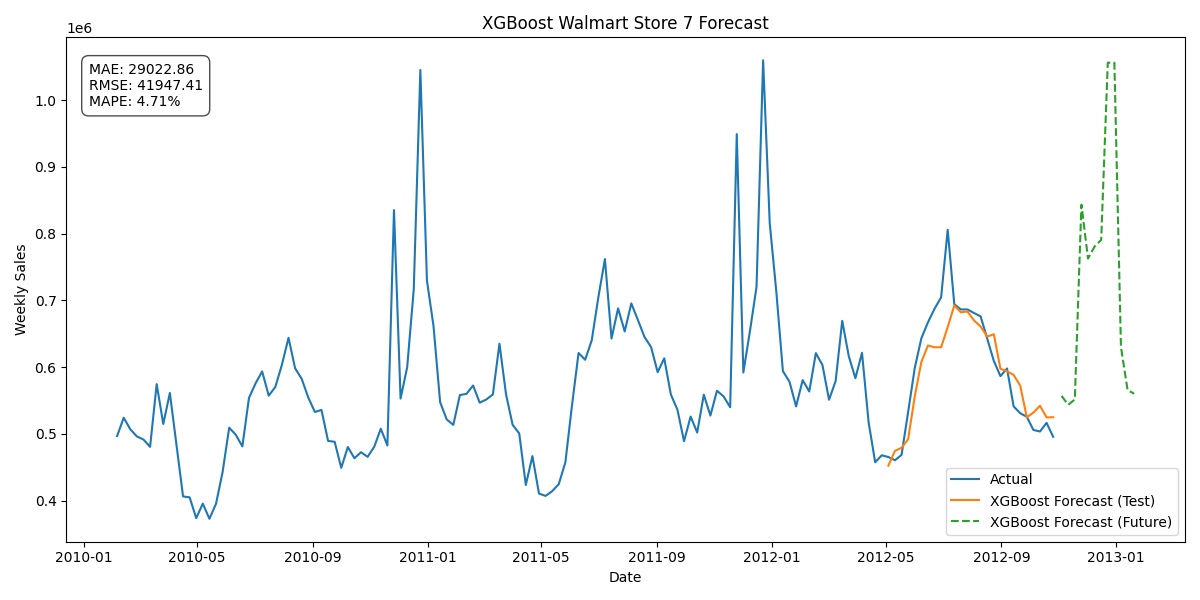 XGBoost Walmart Store 7 Forecast
1e6
MAE: 29022.86
RMSE: 41947.41
MAPE: 4.71%
1.0
0.9
0.8
0.7
0.6
0.5
0.4
Weekly Sales
Actual
XGBoost Forecast (Test)
XGBoost Forecast (Future)
2010-01 2010-05 2010-09 2011-01 2011-05 2011-09 2012-01 2012-05 2012-09 2013-01
Date